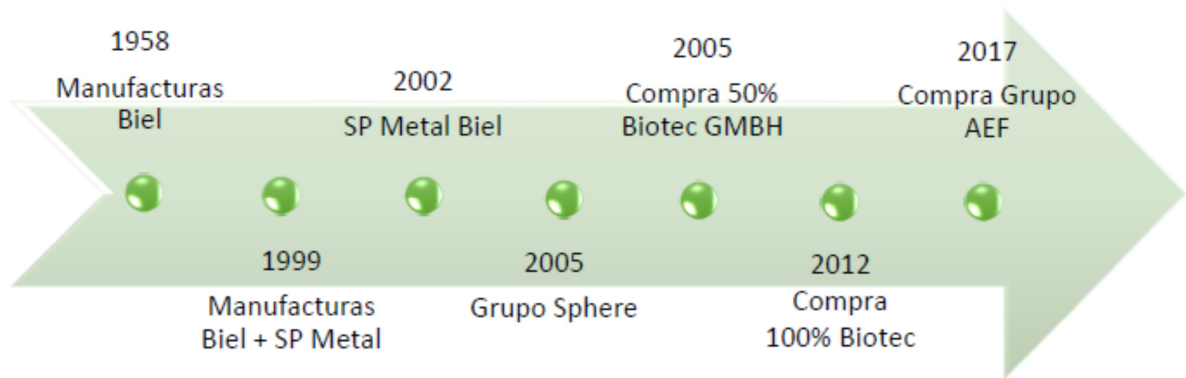 1958
Manufacturas
Biel
1999
Manufacturas
Biel + SP Metal
2002
SP Metal Biel
2005
Grupo Sphere
2005
Compra 50%
Biotec GMBH
2012
Compra
100% Biotec
2017
Compra Grupo
AEF